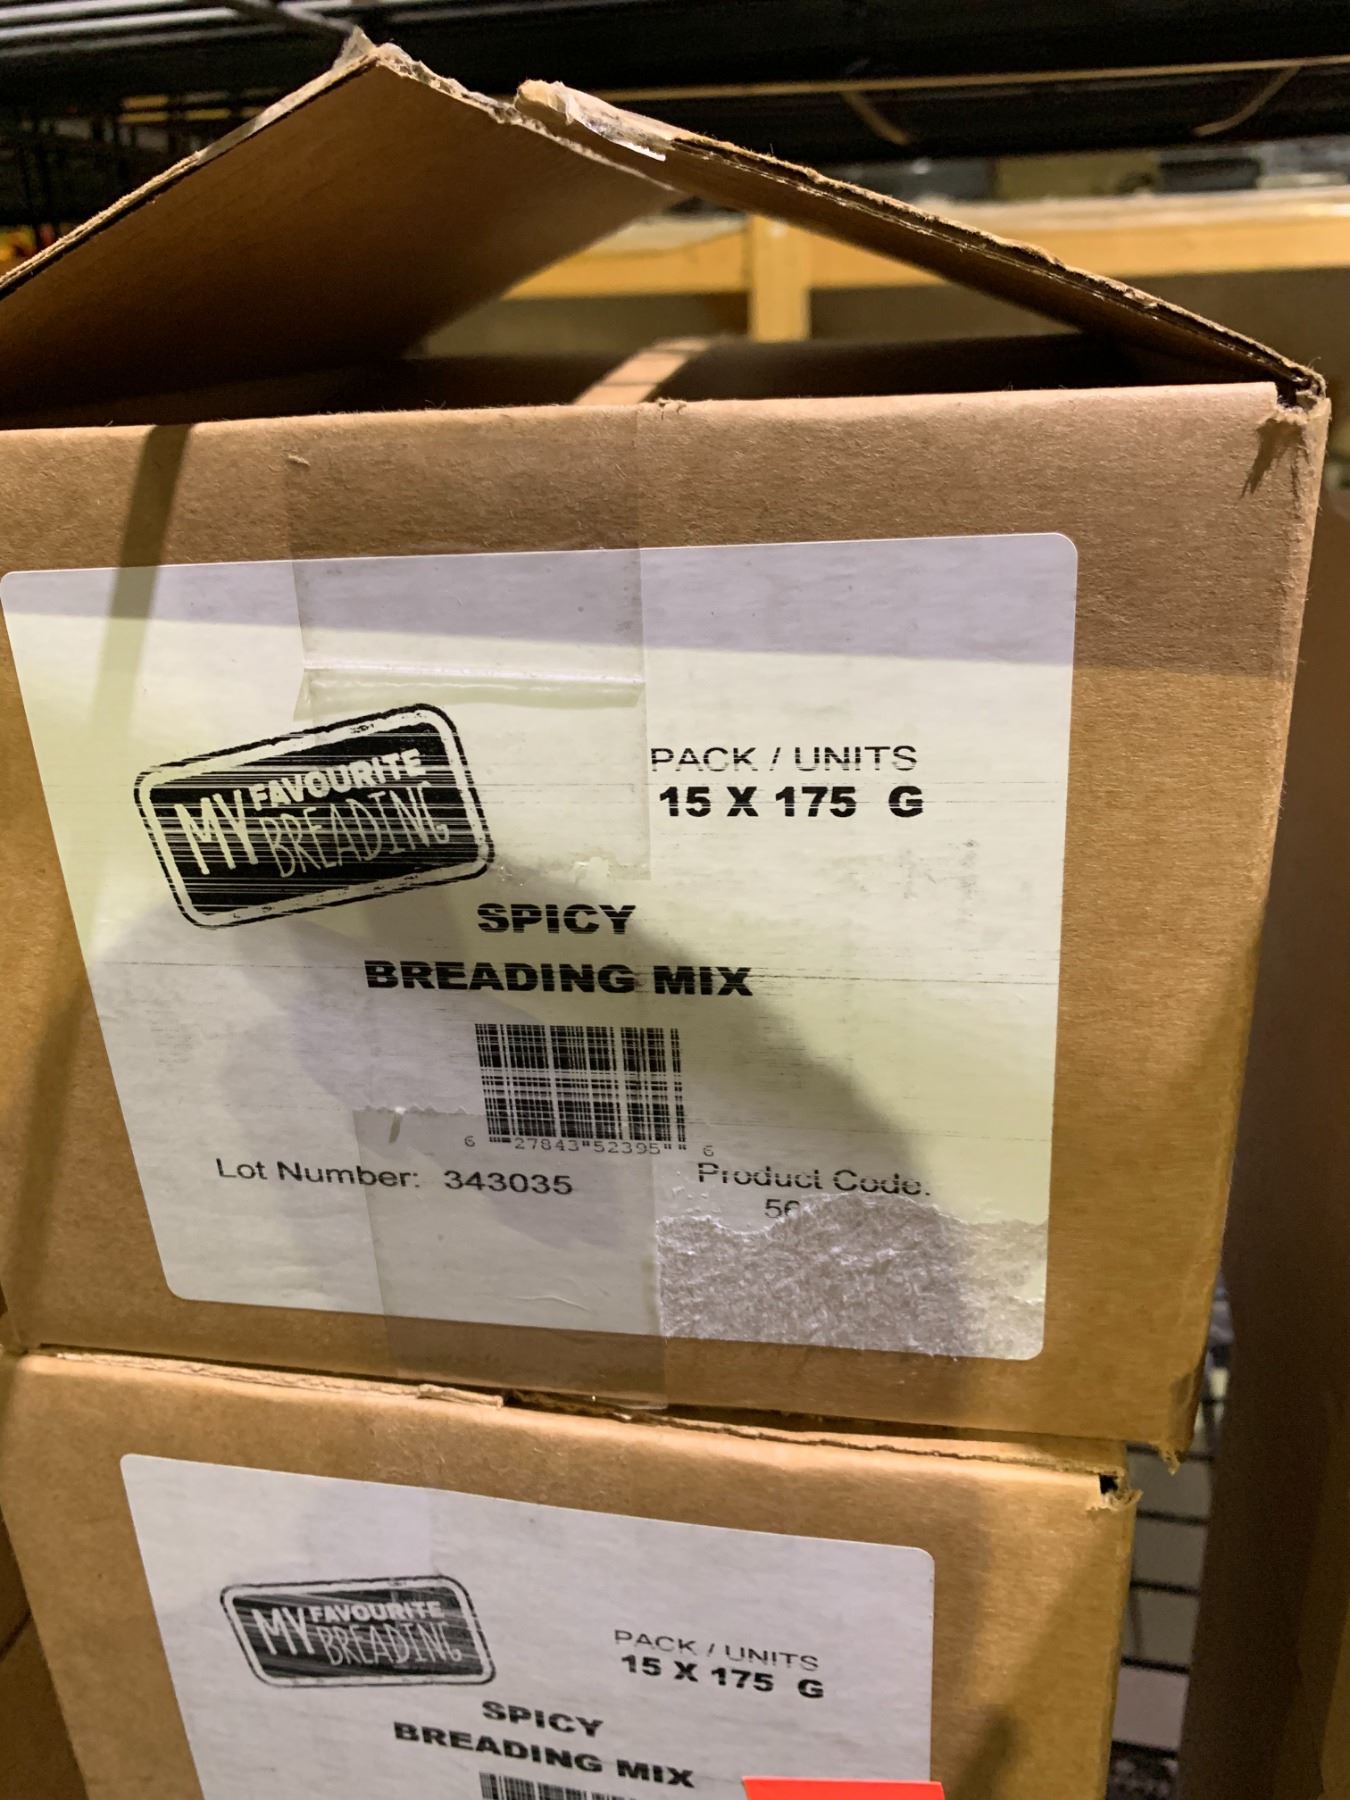 MY FAVOURITE
BREADING
PACK / UNITS
15 X 175 G
SPICY
BREADING MIX
6 27843 52395 6
Lot Number: 343035
Product Code:
MY FAVOURITE
BREADING
PACK / UNITS
15 X 175 G
SPICY
BREADING MIX